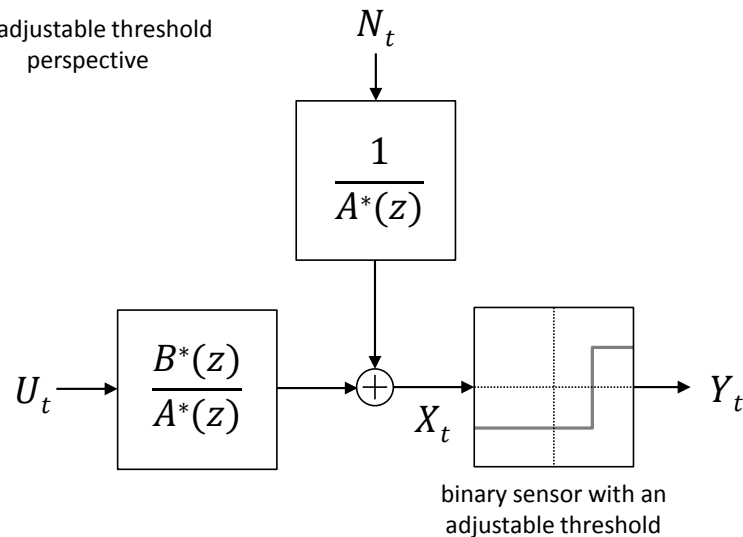 adjustable threshold
perspective
N_t
1
A*(z)
B*(z)
A*(z)
U_t
+
X_t
Y_t
binary sensor with an
adjustable threshold